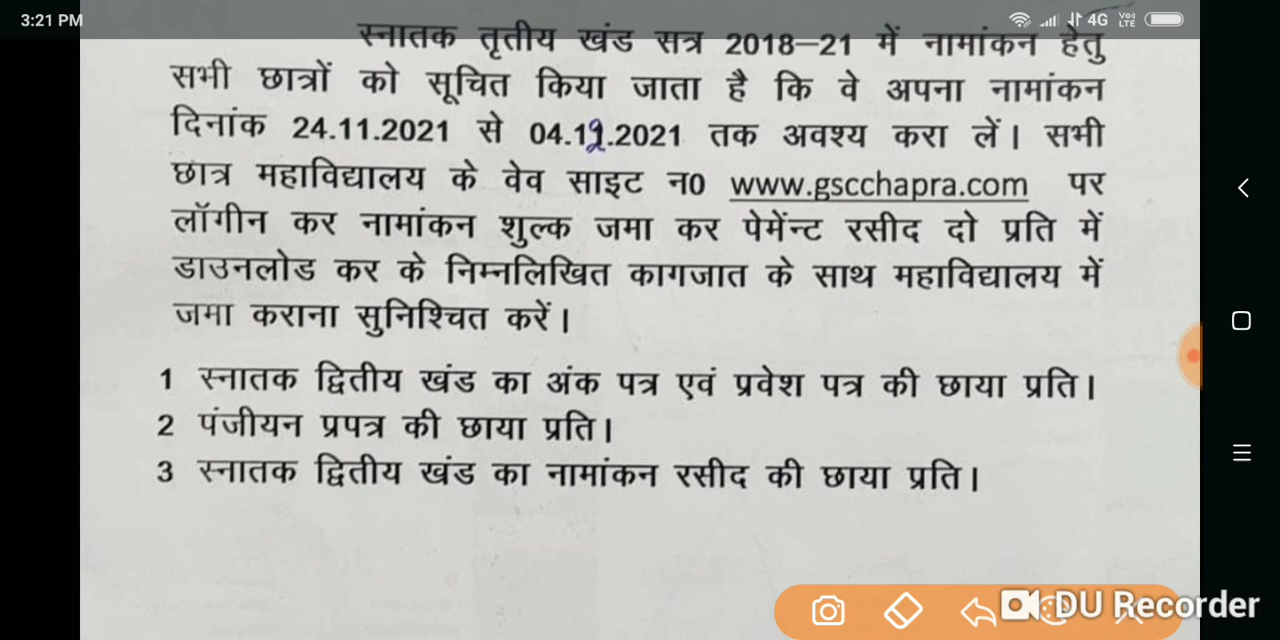 3:21 PM
4G
Vo)
LTE
स्नातक तृतीय खंड सत्र 2018–21 में नामांकन हेतु
सभी छात्रों को सूचित किया जाता है कि वे अपना नामांकन
दिनांक 24.11.2021 से 04.12.2021 तक अवश्य करा लें। सभी
छात्र महाविद्यालय के वेव साइट न0 www.gscchapra.com पर
लॉगीन कर नामांकन शुल्क जमा कर पेमेंन्ट रसीद दो प्रति में
डाउनलोड कर के निम्नलिखित कागजात के साथ महाविद्यालय में
जमा कराना सुनिश्चित करें।
1 स्नातक द्वितीय खंड का अंक पत्र एवं प्रवेश पत्र की छाया प्रति।
2 पंजीयन प्रपत्र की छाया प्रति।
3 स्नातक द्वितीय खंड का नामांकन रसीद की छाया प्रति।
DU Recorder